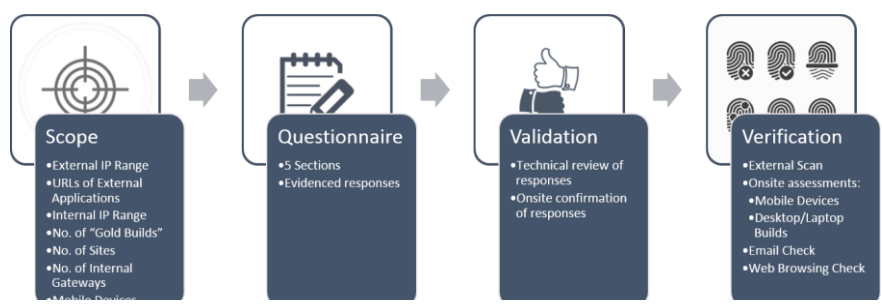 Scope
•External IP Range
•URLs of External
Applications
•Internal IP Range
•No. of “Gold Builds”
•No. of Sites
•No. of Internal
Gateways
•Mobile Devices
Questionnaire
•5 Sections
•Evidenced responses
Validation
•Technical review of
responses
•Onsite confirmation
of responses
Verification
•External Scan
•Onsite assessments:
•Mobile Devices
•Desktop/Laptop
Builds
•Email Check
•Web Browsing Check